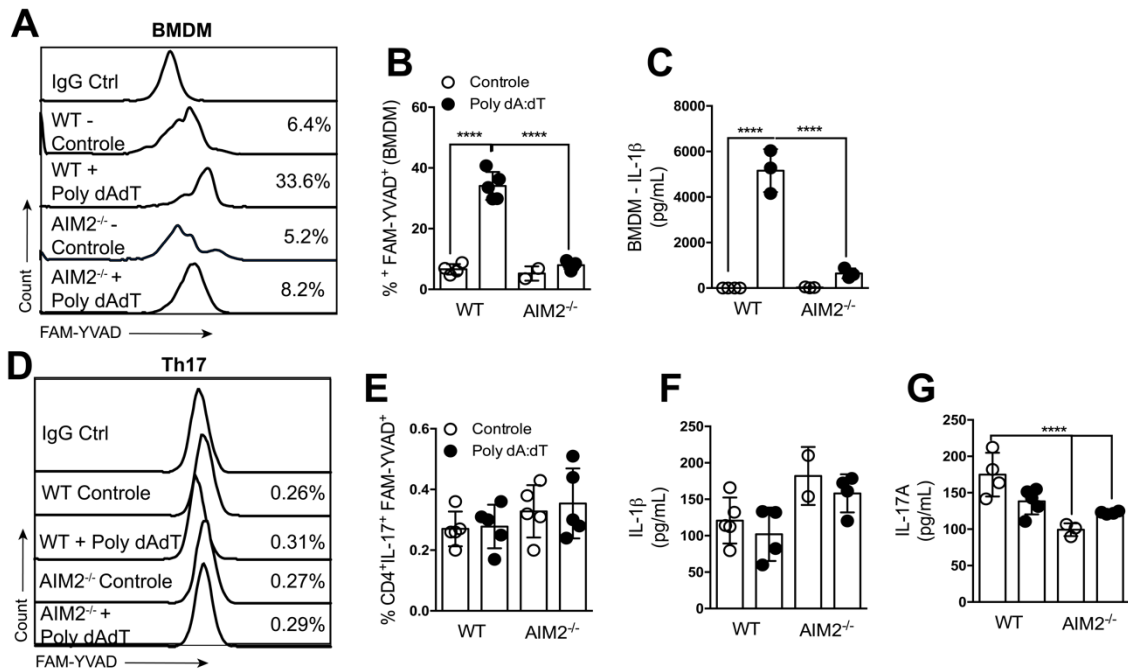 A
BMDM
IgG Ctrl
WT -
Controle
6.4%
WT +
Poly dAdT
33.6%
AIM2-/- -
Controle
5.2%
AIM2-/- +
Poly dAdT
8.2%
Count
FAM-YVAD
B
Controle
Poly dA:dT
% + FAM-YVAD+ (BMDM)
60
40
20
0
****
****
WT
AIM2-/-
C
BMDM - IL-1β
(pg/mL)
8000
6000
4000
2000
0
****
****
WT
AIM2-/-
D
Th17
IgG Ctrl
WT Controle
0.26%
WT + Poly dAdT
0.31%
AIM2-/- Controle
0.27%
AIM2-/- +
Poly dAdT
0.29%
Count
FAM-YVAD
E
Controle
Poly dA:dT
% CD4+IL-17+ FAM-YVAD+
0.6
0.4
0.2
0.0
WT
AIM2-/-
F
IL-1β
(pg/mL)
250
200
150
100
50
0
WT
AIM2-/-
G
IL-17A
(pg/mL)
250
200
150
100
50
0
****
WT
AIM2-/-